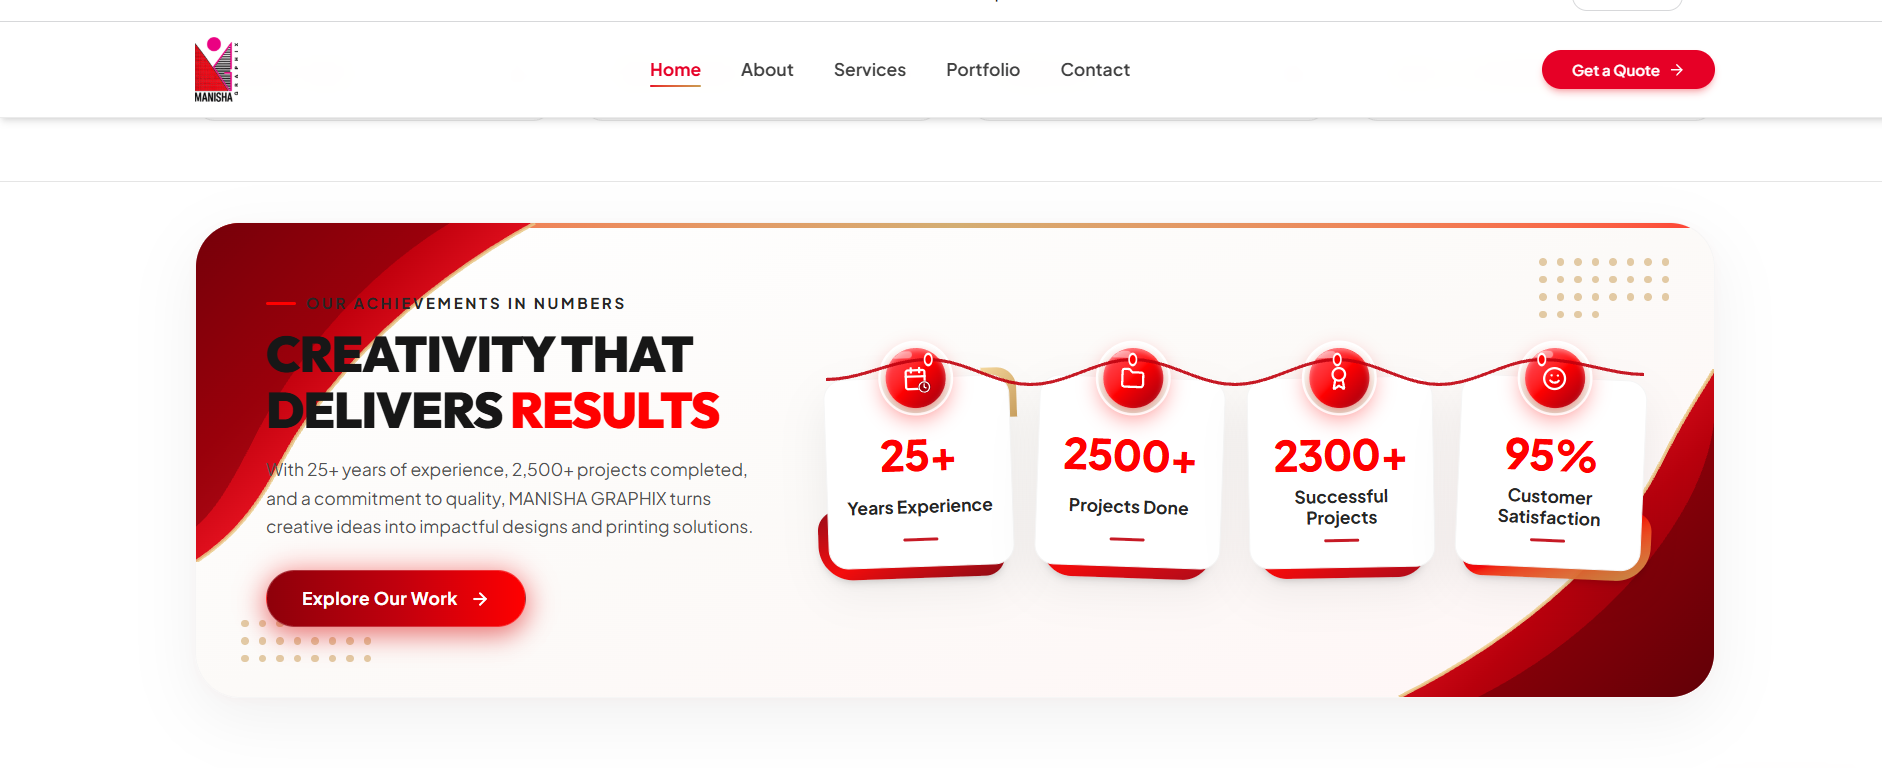 MANISHA
GRAPHIX
Home
About
Services
Portfolio
Contact
Get a Quote
OUR ACHIEVEMENTS IN NUMBERS
CREATIVITY THAT
DELIVERS RESULTS
With 25+ years of experience, 2,500+ projects completed,
and a commitment to quality, MANISHA GRAPHIX turns
creative ideas into impactful designs and printing solutions.
Explore Our Work
25+
Years Experience
2500+
Projects Done
2300+
Successful
Projects
95%
Customer
Satisfaction